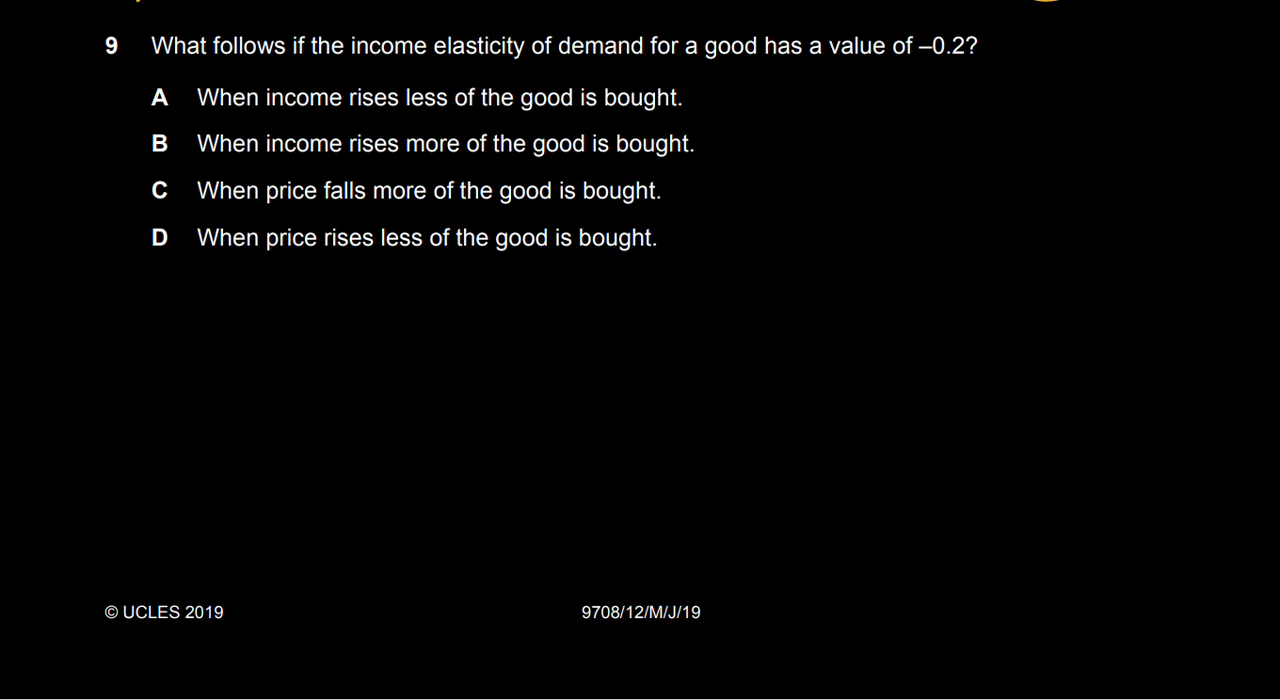 9 What follows if the income elasticity of demand for a good has a value of –0.2?
A When income rises less of the good is bought.
B When income rises more of the good is bought.
C When price falls more of the good is bought.
D When price rises less of the good is bought.
© UCLES 2019 9708/12/M/J/19